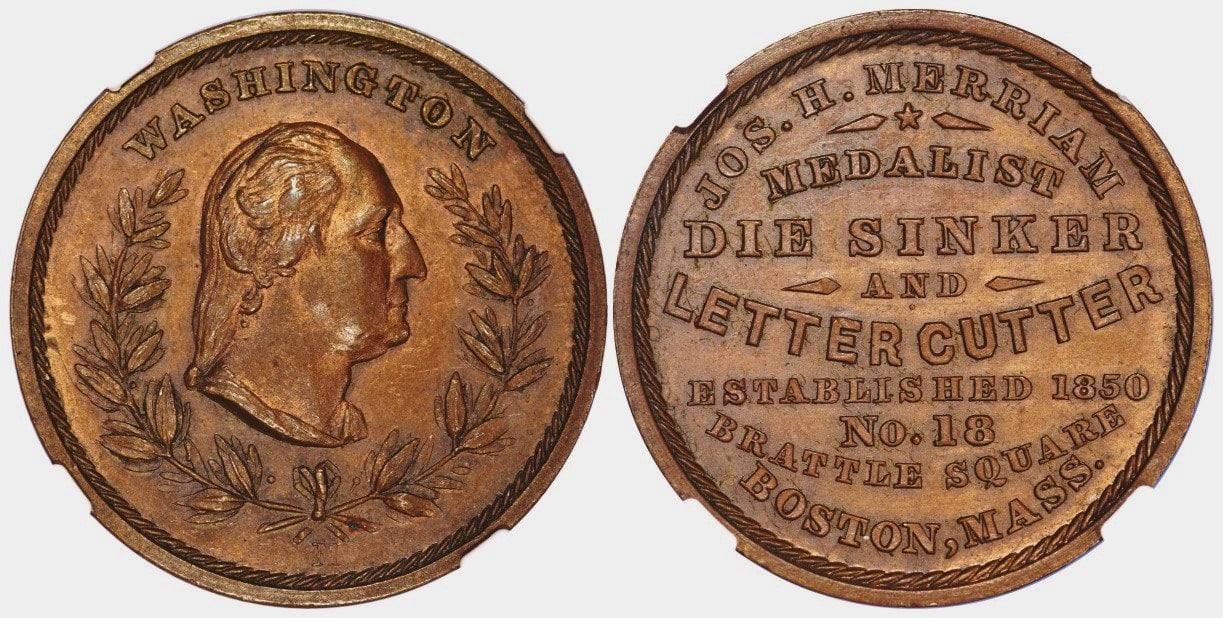 WASHINGTON
JOS. H. MERRIAM
MEDALIST
DIE SINKER
AND
LETTER CUTTER
ESTABLISHED 1850
No. 18
BRATTLE SQUARE
BOSTON, MASS.